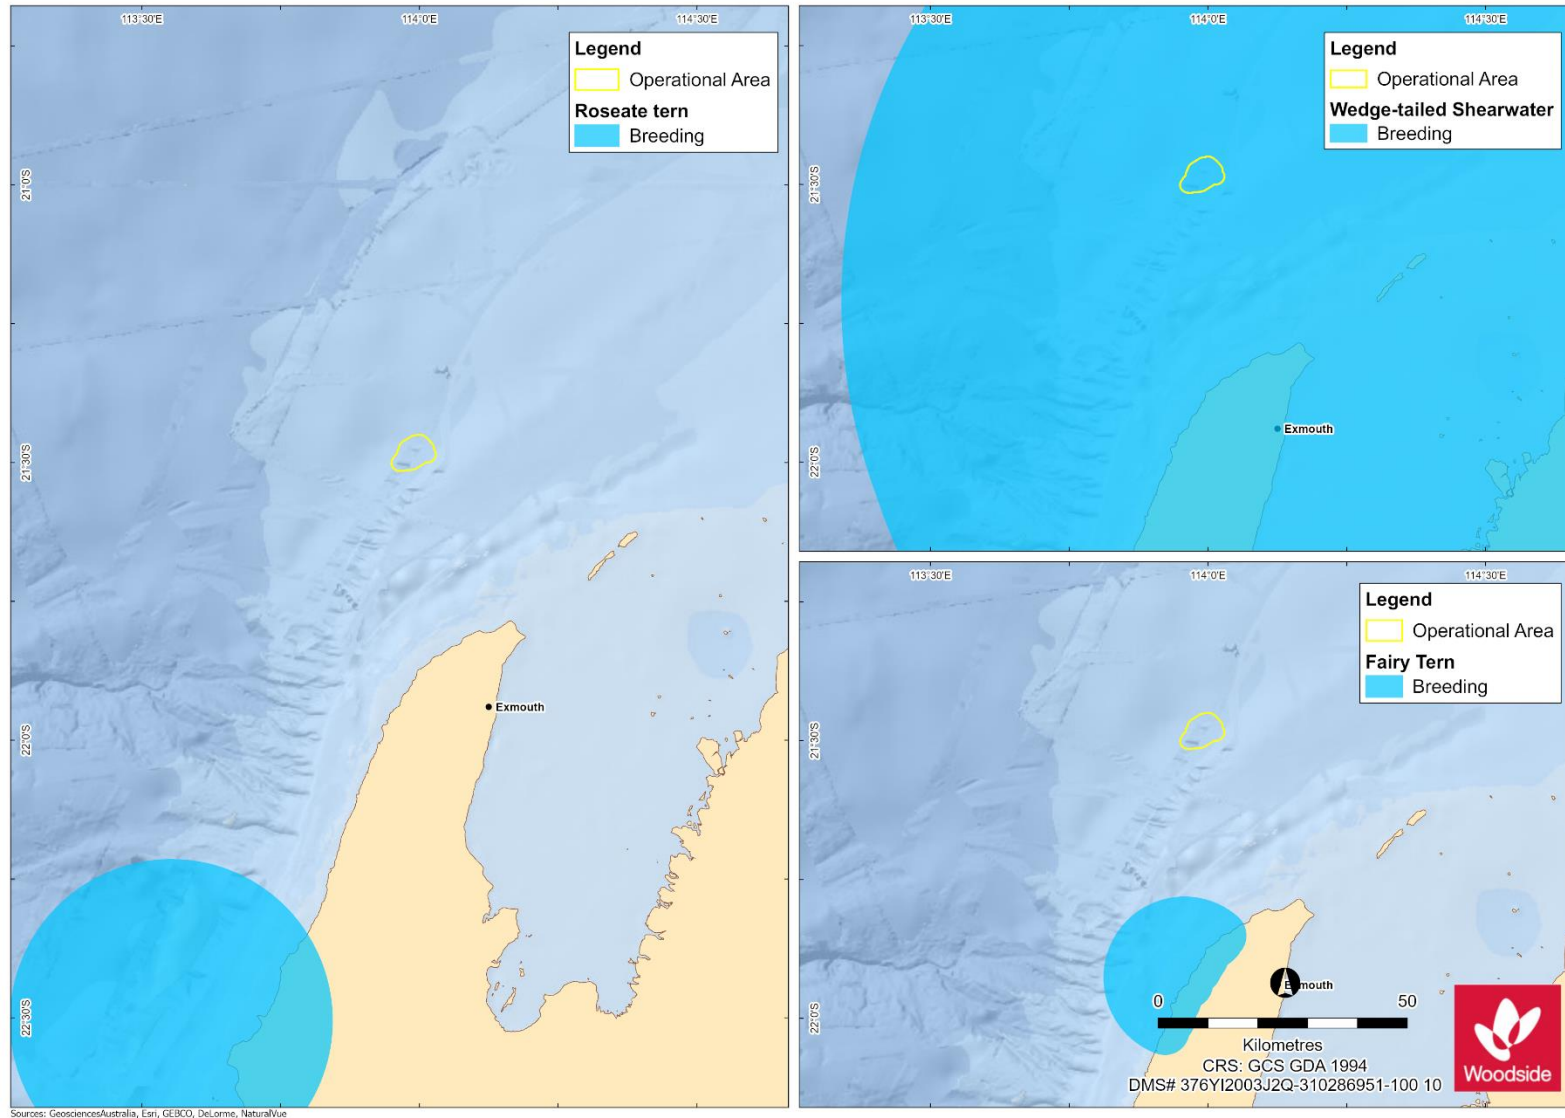 113°30'E
114°0'E
114°30'E
Legend
Operational Area
Roseate tern
Breeding
21°0'S
21°30'S
22°0'S
22°30'S
Exmouth
113°30'E
114°0'E
114°30'E
Legend
Operational Area
Wedge-tailed Shearwater
Breeding
21°30'S
22°0'S
Exmouth
113°30'E
114°0'E
114°30'E
Legend
Operational Area
Fairy Tern
Breeding
21°30'S
22°0'S
Exmouth
0 50
Kilometres
CRS: GCS GDA 1994
DMS# 376YI2003J2Q-310286951-100 10
Woodside
Sources: GeosciencesAustralia, Esri, GEBCO, DeLorme, NaturalVue